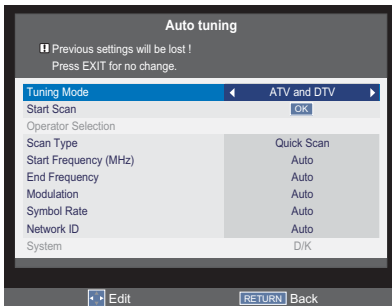 Auto tuning
Previous settings will be lost !
Press EXIT for no change.
Tuning Mode ATV and DTV
Start Scan OK
Operator Selection
Scan Type Quick Scan
Start Frequency (MHz) Auto
End Frequency Auto
Modulation Auto
Symbol Rate Auto
Network ID Auto
System D/K
Edit RETURN Back